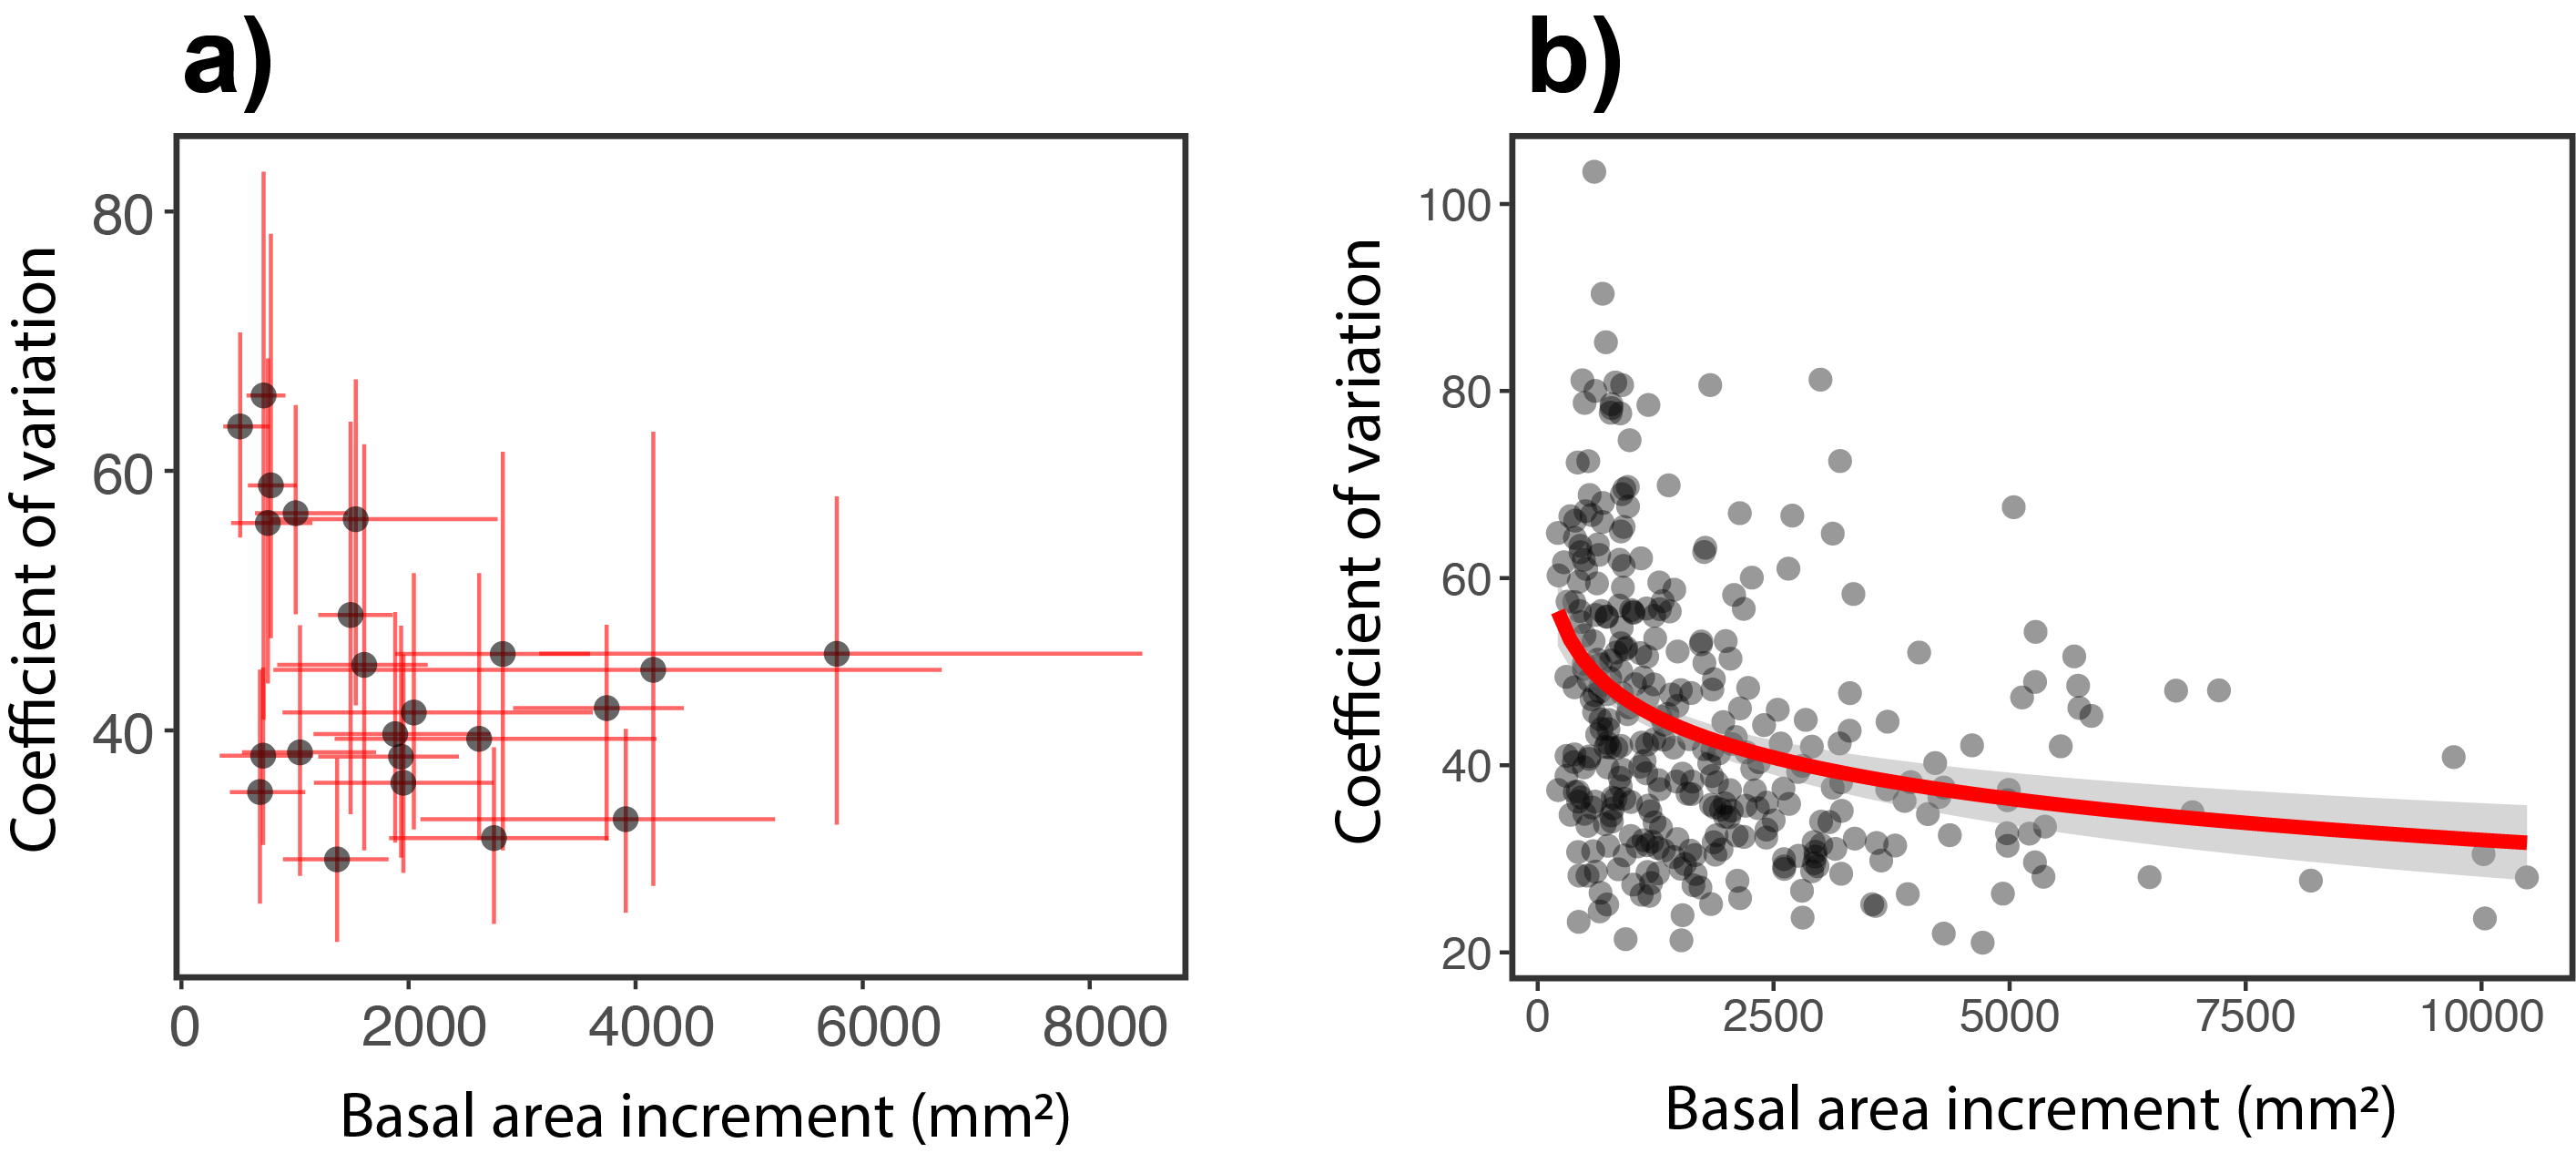 a)
Coefficient of variation
80
60
40
0 2000 4000 6000 8000
Basal area increment (mm²)
b)
Coefficient of variation
100
80
60
40
20
0 2500 5000 7500 10000
Basal area increment (mm²)